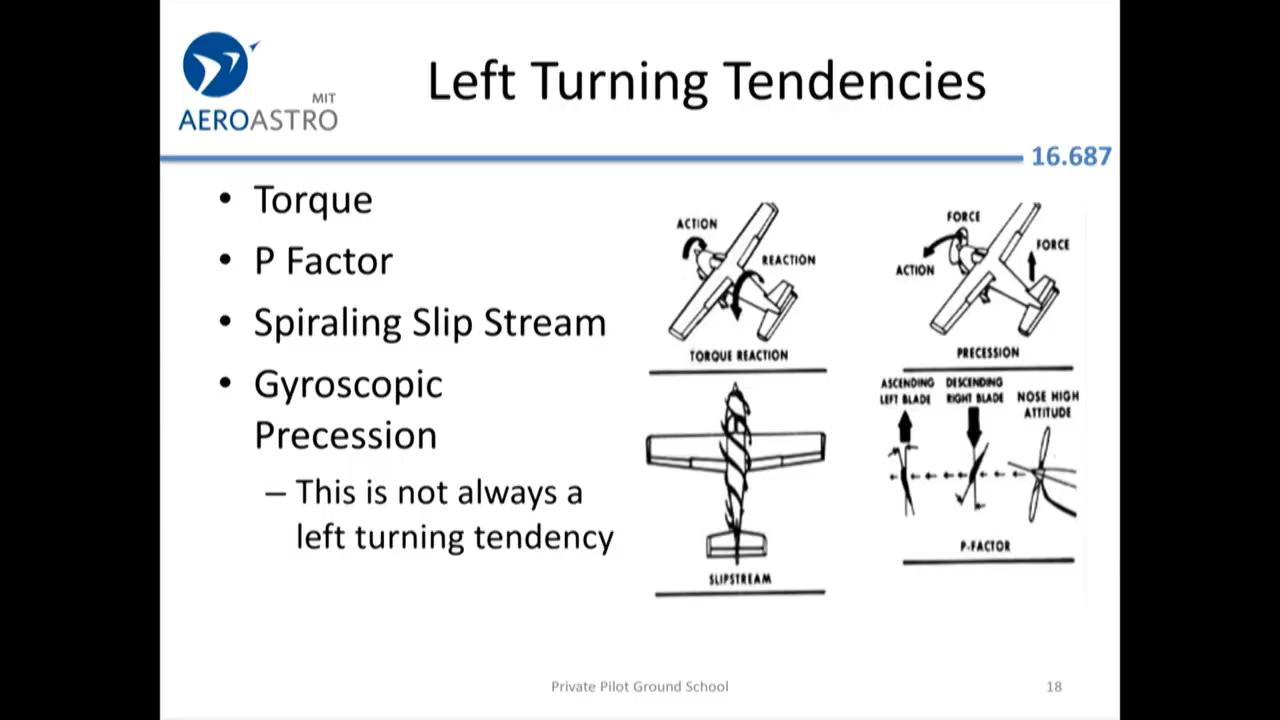 MIT
AEROASTRO
Left Turning Tendencies
16.687
• Torque
• P Factor
• Spiraling Slip Stream
• Gyroscopic
Precession
– This is not always a
left turning tendency
ACTION
REACTION
TORQUE REACTION
FORCE
FORCE
ACTION
PRECESSION
SLIPSTREAM
ASCENDING
LEFT BLADE
DESCENDING
RIGHT BLADE
NOSE HIGH
ATTITUDE
P-FACTOR
Private Pilot Ground School
18